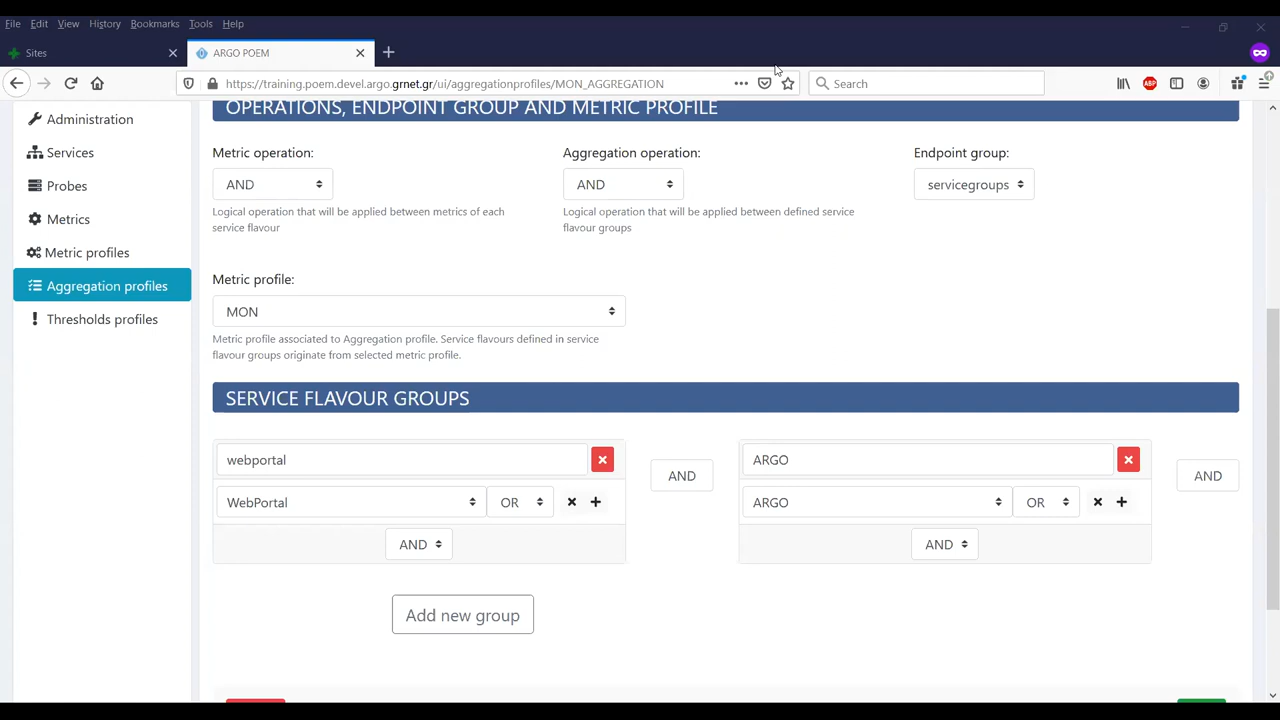 File Edit View History Bookmarks Tools Help
Sites ARGO POEM
https://training.poem.devel.argo.grnet.gr/ui/aggregationprofiles/MON_AGGREGATION Search ABP
Administration
Services
Probes
Metrics
Metric profiles
Aggregation profiles
Thresholds profiles
OPERATIONS, ENDPOINT GROUP AND METRIC PROFILE
Metric operation: Aggregation operation: Endpoint group:
AND AND servicegroups
Logical operation that will be applied between metrics of each
service flavour
Logical operation that will be applied between defined service
flavour groups
Metric profile:
MON
Metric profile associated to Aggregation profile. Service flavours defined in service
flavour groups originate from selected metric profile.
SERVICE FLAVOUR GROUPS
webportal
WebPortal OR
AND
AND
ARGO
ARGO OR
AND
AND
Add new group